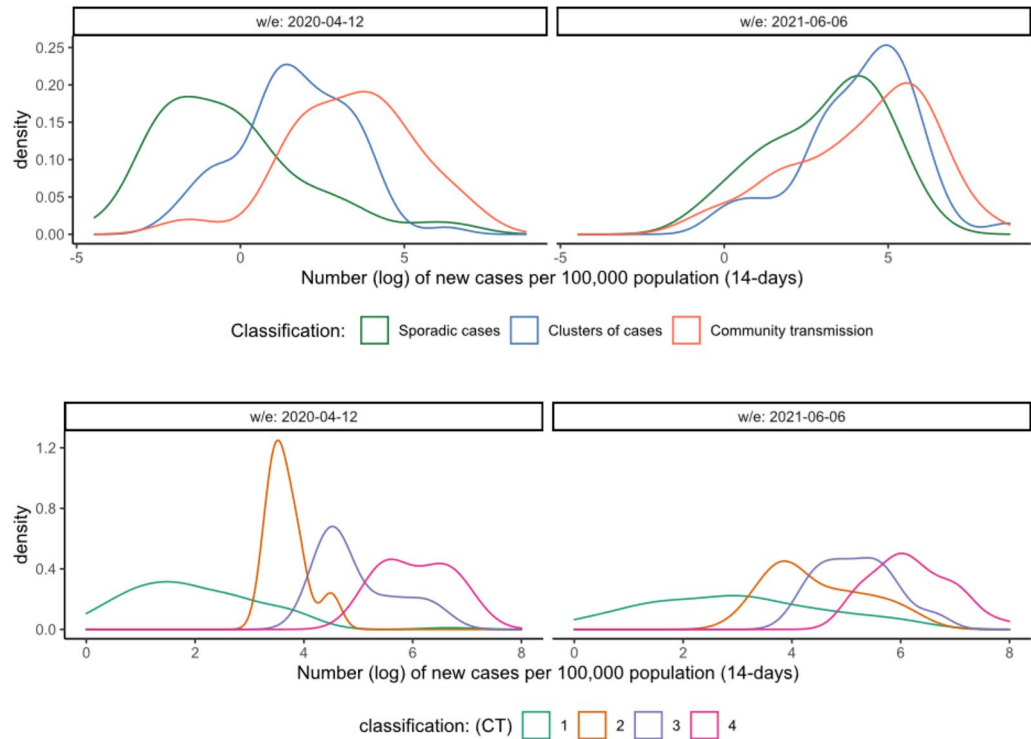 w/e: 2020-04-12 w/e: 2021-06-06
0.25
0.20
0.15
0.10
0.05
0.00
density
-5 0 5 -5 0 5
Number (log) of new cases per 100,000 population (14-days)
Classification: Sporadic cases Clusters of cases Community transmission
w/e: 2020-04-12 w/e: 2021-06-06
1.2
0.8
0.4
0.0
density
0 2 4 6 8 0 2 4 6 8
Number (log) of new cases per 100,000 population (14-days)
classification: (CT) 1 2 3 4